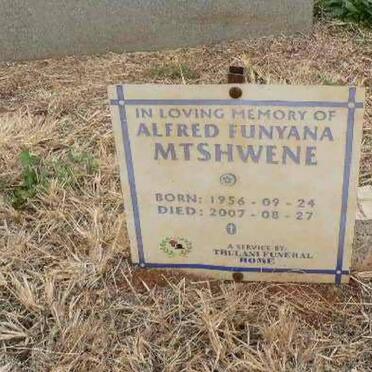 IN LOVING MEMORY OF
ALFRED FUNYANA
MTSHWENE
BORN: 1956 - 09 - 24
DIED: 2007 - 08 - 27
A SERVICE BY:
THULANI FUNERAL
HOME